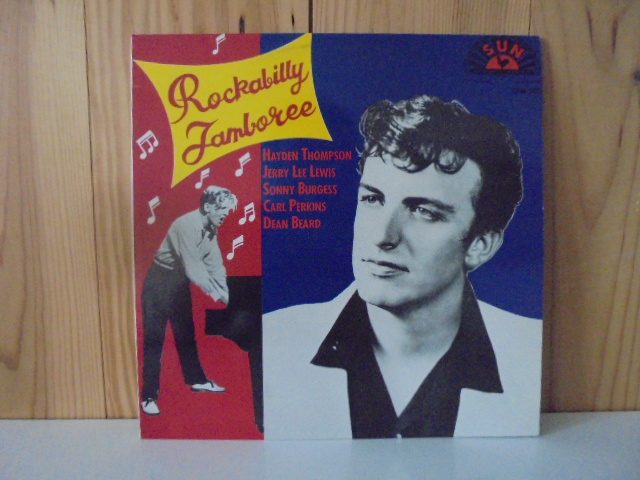 Rockabilly
Jamboree
SUN
HAYDEN THOMPSON
JERRY LEE LEWIS
SONNY BURGESS
CARL PERKINS
DEAN BEARD